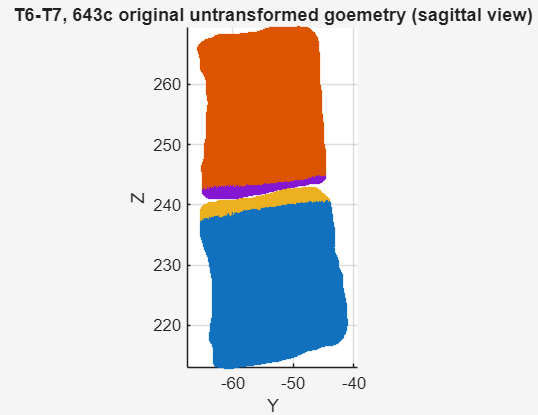 T6-T7, 643c original untransformed goemetry (sagittal view)
260
250
Z
240
230
220
-60 -50 -40
Y